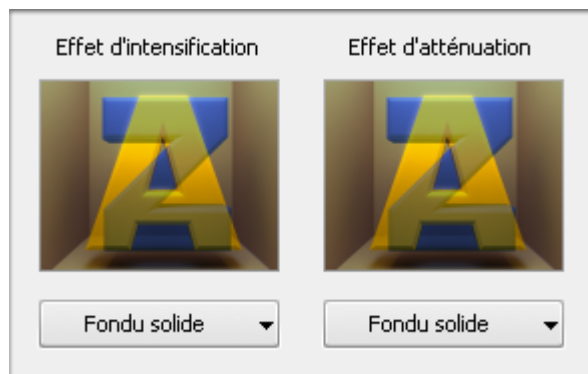 Effet d'intensification
Effet d'atténuation
Fondu solide
Fondu solide